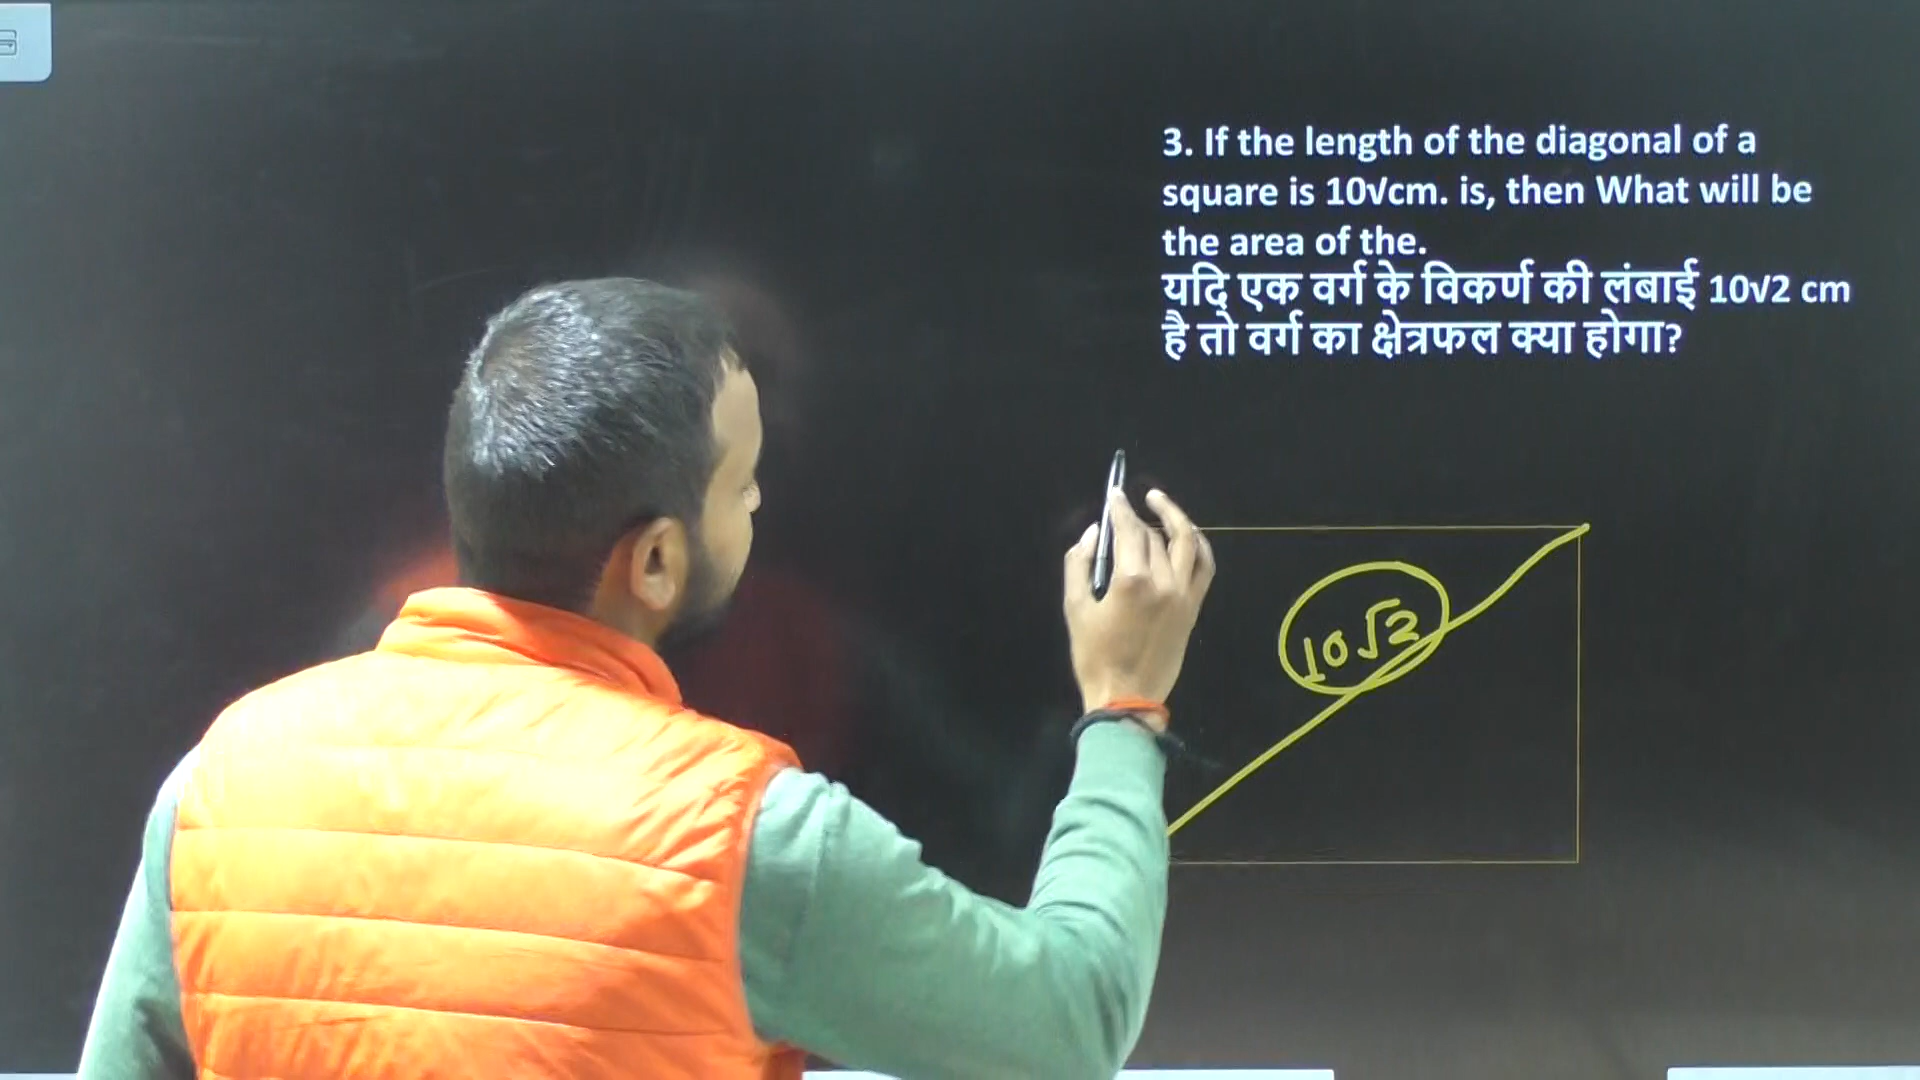 3. If the length of the diagonal of a
square is 10√cm. is, then What will be
the area of the.
यदि एक वर्ग के विकर्ण की लंबाई 10√2 cm
है तो वर्ग का क्षेत्रफल क्या होगा?
10√2